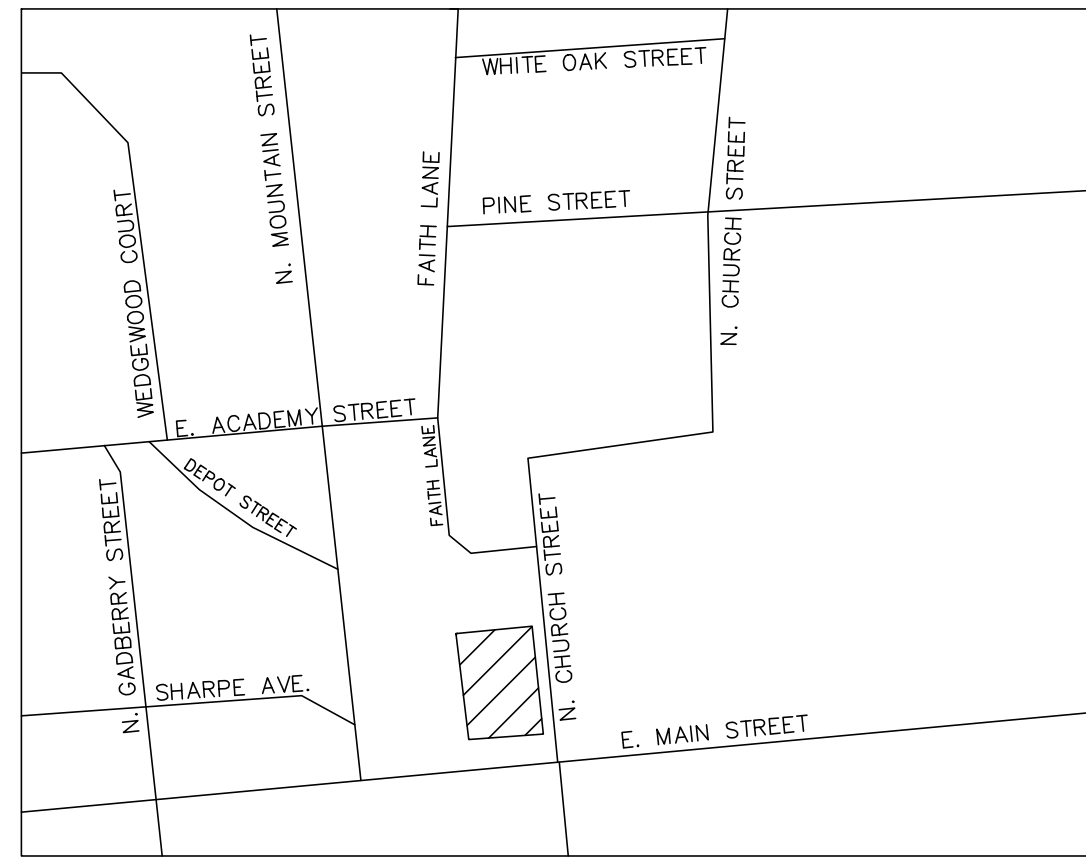 WHITE OAK STREET
N. MOUNTAIN STREET
FAITH LANE
PINE STREET
N. CHURCH STREET
WEDGEWOOD COURT
E. ACADEMY STREET
FAITH LANE
DEPOT STREET
N. GADBERRY STREET
N. CHURCH STREET
SHARPE AVE.
E. MAIN STREET